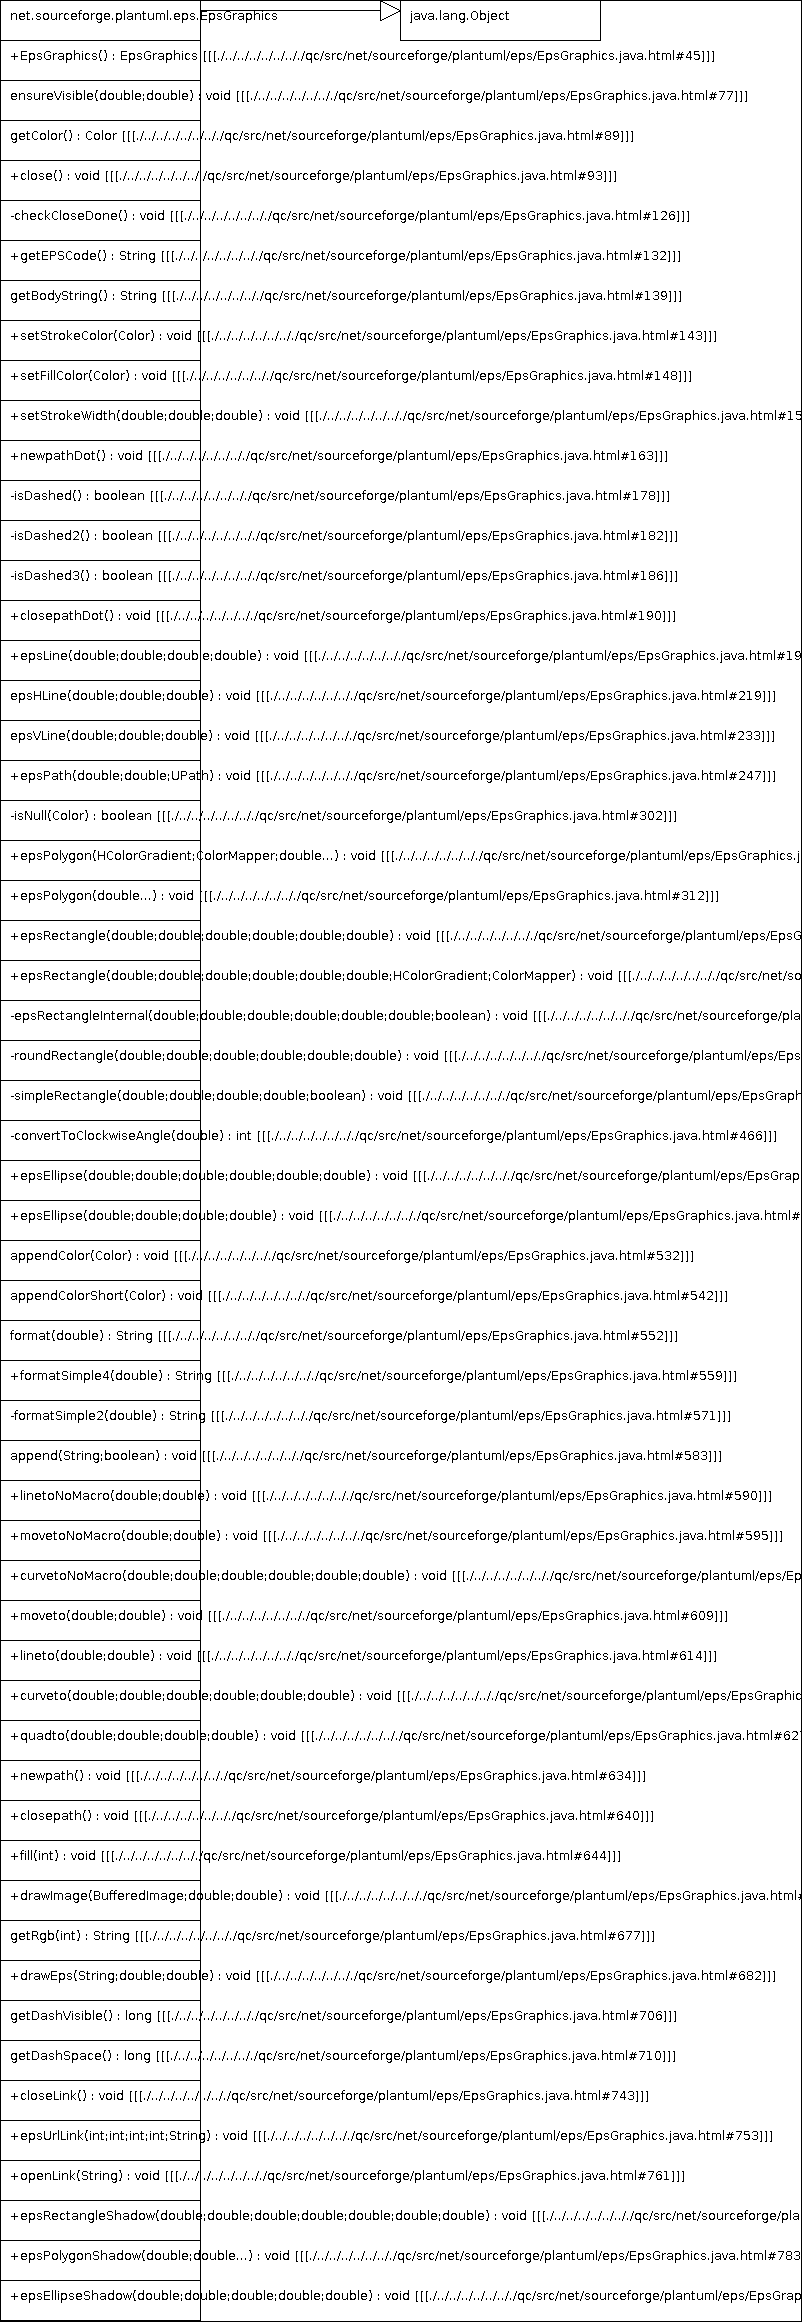 net.sourceforge.plantuml.eps.EpsGraphics
java.lang.Object
+EpsGraphics() : EpsGraphics [[[./../../../../../../../qc/src/net/sourceforge/plantuml/eps/EpsGraphics.java.html#45]]]
ensureVisible(double;double) : void [[[./../../../../../../../qc/src/net/sourceforge/plantuml/eps/EpsGraphics.java.html#77]]]
getColor() : Color [[[./../../../../../../../qc/src/net/sourceforge/plantuml/eps/EpsGraphics.java.html#89]]]
+close() : void [[[./../../../../../../../qc/src/net/sourceforge/plantuml/eps/EpsGraphics.java.html#93]]]
-checkCloseDone() : void [[[./../../../../../../../qc/src/net/sourceforge/plantuml/eps/EpsGraphics.java.html#126]]]
+getEPSCode() : String [[[./../../../../../../../qc/src/net/sourceforge/plantuml/eps/EpsGraphics.java.html#132]]]
getBodyString() : String [[[./../../../../../../../qc/src/net/sourceforge/plantuml/eps/EpsGraphics.java.html#139]]]
+setStrokeColor(Color) : void [[[./../../../../../../../qc/src/net/sourceforge/plantuml/eps/EpsGraphics.java.html#143]]]
+setFillColor(Color) : void [[[./../../../../../../../qc/src/net/sourceforge/plantuml/eps/EpsGraphics.java.html#148]]]
+setStrokeWidth(double;double;double) : void [[[./../../../../../../../qc/src/net/sourceforge/plantuml/eps/EpsGraphics.java.html#15
+newpathDot() : void [[[./../../../../../../../qc/src/net/sourceforge/plantuml/eps/EpsGraphics.java.html#163]]]
-isDashed() : boolean [[[./../../../../../../../qc/src/net/sourceforge/plantuml/eps/EpsGraphics.java.html#178]]]
-isDashed2() : boolean [[[./../../../../../../../qc/src/net/sourceforge/plantuml/eps/EpsGraphics.java.html#182]]]
-isDashed3() : boolean [[[./../../../../../../../qc/src/net/sourceforge/plantuml/eps/EpsGraphics.java.html#186]]]
+closepathDot() : void [[[./../../../../../../../qc/src/net/sourceforge/plantuml/eps/EpsGraphics.java.html#190]]]
+epsLine(double;double;double;double) : void [[[./../../../../../../../qc/src/net/sourceforge/plantuml/eps/EpsGraphics.java.html#19
epsHLine(double;double;double) : void [[[./../../../../../../../qc/src/net/sourceforge/plantuml/eps/EpsGraphics.java.html#219]]]
epsVLine(double;double;double) : void [[[./../../../../../../../qc/src/net/sourceforge/plantuml/eps/EpsGraphics.java.html#233]]]
+epsPath(double;double;UPath) : void [[[./../../../../../../../qc/src/net/sourceforge/plantuml/eps/EpsGraphics.java.html#247]]]
-isNull(Color) : boolean [[[./../../../../../../../qc/src/net/sourceforge/plantuml/eps/EpsGraphics.java.html#302]]]
+epsPolygon(HColorGradient;ColorMapper;double...) : void [[[./../../../../../../../qc/src/net/sourceforge/plantuml/eps/EpsGraphics.j
+epsPolygon(double...) : void [[[./../../../../../../../qc/src/net/sourceforge/plantuml/eps/EpsGraphics.java.html#312]]]
+epsRectangle(double;double;double;double;double;double) : void [[[./../../../../../../../qc/src/net/sourceforge/plantuml/eps/EpsG
+epsRectangle(double;double;double;double;double;double;HColorGradient;ColorMapper) : void [[[./../../../../../../../qc/src/net/so
-epsRectangleInternal(double;double;double;double;double;double;boolean) : void [[[./../../../../../../../qc/src/net/sourceforge/pla
-roundRectangle(double;double;double;double;double;double) : void [[[./../../../../../../../qc/src/net/sourceforge/plantuml/eps/Eps
-simpleRectangle(double;double;double;double;boolean) : void [[[./../../../../../../../qc/src/net/sourceforge/plantuml/eps/EpsGraph
-convertToClockwiseAngle(double) : int [[[./../../../../../../../qc/src/net/sourceforge/plantuml/eps/EpsGraphics.java.html#466]]]
+epsEllipse(double;double;double;double;double;double) : void [[[./../../../../../../../qc/src/net/sourceforge/plantuml/eps/EpsGrap
+epsEllipse(double;double;double;double) : void [[[./../../../../../../../qc/src/net/sourceforge/plantuml/eps/EpsGraphics.java.html#
appendColor(Color) : void [[[./../../../../../../../qc/src/net/sourceforge/plantuml/eps/EpsGraphics.java.html#532]]]
appendColorShort(Color) : void [[[./../../../../../../../qc/src/net/sourceforge/plantuml/eps/EpsGraphics.java.html#542]]]
format(double) : String [[[./../../../../../../../qc/src/net/sourceforge/plantuml/eps/EpsGraphics.java.html#552]]]
+formatSimple4(double) : String [[[./../../../../../../../qc/src/net/sourceforge/plantuml/eps/EpsGraphics.java.html#559]]]
-formatSimple2(double) : String [[[./../../../../../../../qc/src/net/sourceforge/plantuml/eps/EpsGraphics.java.html#571]]]
append(String;boolean) : void [[[./../../../../../../../qc/src/net/sourceforge/plantuml/eps/EpsGraphics.java.html#583]]]
+linetoNoMacro(double;double) : void [[[./../../../../../../../qc/src/net/sourceforge/plantuml/eps/EpsGraphics.java.html#590]]]
+movetoNoMacro(double;double) : void [[[./../../../../../../../qc/src/net/sourceforge/plantuml/eps/EpsGraphics.java.html#595]]]
+curvetoNoMacro(double;double;double;double;double;double) : void [[[./../../../../../../../qc/src/net/sourceforge/plantuml/eps/Ep
+moveto(double;double) : void [[[./../../../../../../../qc/src/net/sourceforge/plantuml/eps/EpsGraphics.java.html#609]]]
+lineto(double;double) : void [[[./../../../../../../../qc/src/net/sourceforge/plantuml/eps/EpsGraphics.java.html#614]]]
+curveto(double;double;double;double;double;double) : void [[[./../../../../../../../qc/src/net/sourceforge/plantuml/eps/EpsGraphic
+quadto(double;double;double;double) : void [[[./../../../../../../../qc/src/net/sourceforge/plantuml/eps/EpsGraphics.java.html#627
+newpath() : void [[[./../../../../../../../qc/src/net/sourceforge/plantuml/eps/EpsGraphics.java.html#634]]]
+closepath() : void [[[./../../../../../../../qc/src/net/sourceforge/plantuml/eps/EpsGraphics.java.html#640]]]
+fill(int) : void [[[./../../../../../../../qc/src/net/sourceforge/plantuml/eps/EpsGraphics.java.html#644]]]
+drawImage(BufferedImage;double;double) : void [[[./../../../../../../../qc/src/net/sourceforge/plantuml/eps/EpsGraphics.java.html#
getRgb(int) : String [[[./../../../../../../../qc/src/net/sourceforge/plantuml/eps/EpsGraphics.java.html#677]]]
+drawEps(String;double;double) : void [[[./../../../../../../../qc/src/net/sourceforge/plantuml/eps/EpsGraphics.java.html#682]]]
getDashVisible() : long [[[./../../../../../../../qc/src/net/sourceforge/plantuml/eps/EpsGraphics.java.html#706]]]
getDashSpace() : long [[[./../../../../../../../qc/src/net/sourceforge/plantuml/eps/EpsGraphics.java.html#710]]]
+closeLink() : void [[[./../../../../../../../qc/src/net/sourceforge/plantuml/eps/EpsGraphics.java.html#743]]]
+epsUrlLink(int;int;int;int;String) : void [[[./../../../../../../../qc/src/net/sourceforge/plantuml/eps/EpsGraphics.java.html#753]]]
+openLink(String) : void [[[./../../../../../../../qc/src/net/sourceforge/plantuml/eps/EpsGraphics.java.html#761]]]
+epsRectangleShadow(double;double;double;double;double;double;double) : void [[[./../../../../../../../qc/src/net/sourceforge/pla
+epsPolygonShadow(double;double...) : void [[[./../../../../../../../qc/src/net/sourceforge/plantuml/eps/EpsGraphics.java.html#783
+epsEllipseShadow(double;double;double;double;double) : void [[[./../../../../../../../qc/src/net/sourceforge/plantuml/eps/EpsGrap